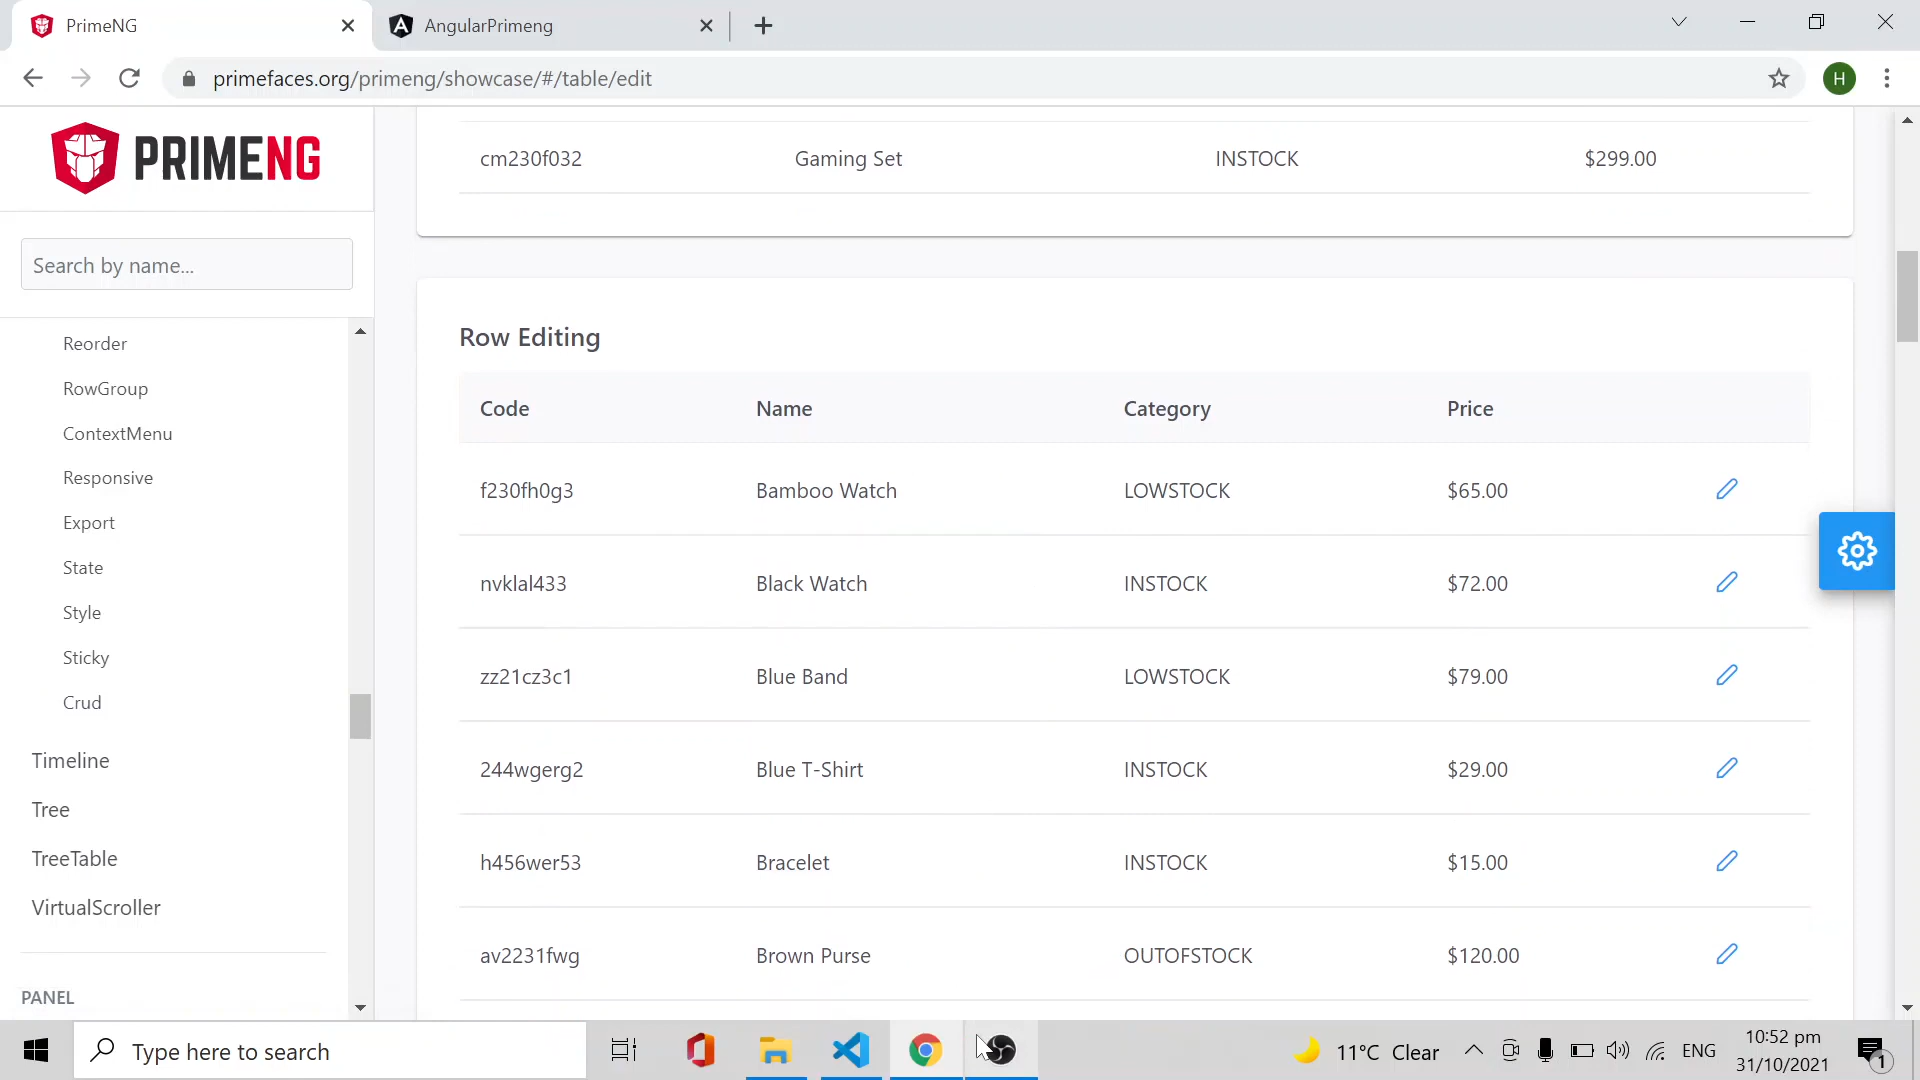 PrimeNG
AngularPrimeng
primefaces.org/primeng/showcase/#/table/edit
H
PRIMENG
Search by name...
Reorder
RowGroup
ContextMenu
Responsive
Export
State
Style
Sticky
Crud
Timeline
Tree
TreeTable
VirtualScroller
PANEL
cm230f032 Gaming Set INSTOCK $299.00
Row Editing
Code Name Category Price
f230fh0g3 Bamboo Watch LOWSTOCK $65.00
nvklal433 Black Watch INSTOCK $72.00
zz21cz3c1 Blue Band LOWSTOCK $79.00
244wgerg2 Blue T-Shirt INSTOCK $29.00
h456wer53 Bracelet INSTOCK $15.00
av2231fwg Brown Purse OUTOFSTOCK $120.00
Type here to search
11°C Clear
ENG
10:52 pm
31/10/2021
1